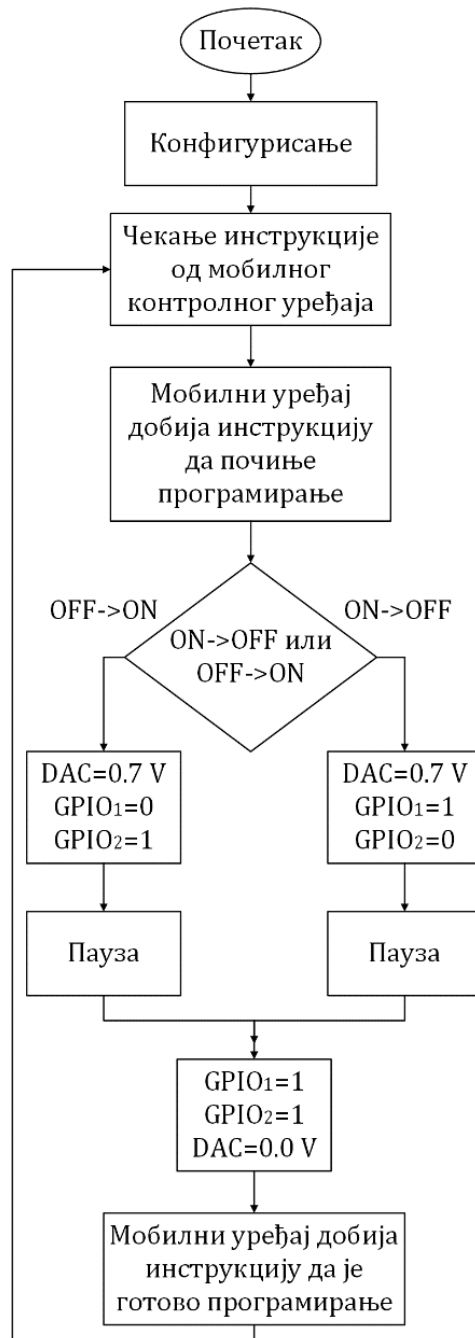 Почетак
Конфигурисање
Чекање инструкције
од мобилног
контролног уређаја
Мобилни уређај
добија инструкцију
да почиње
програмирање
OFF->ON
ON->OFF
ON->OFF или
OFF->ON
DAC=0.7 V
GPIO₁=0
GPIO₂=1
DAC=0.7 V
GPIO₁=1
GPIO₂=0
Пауза
Пауза
GPIO₁=1
GPIO₂=1
DAC=0.0 V
Мобилни уређај добија
инструкцију да је
готово програмирање